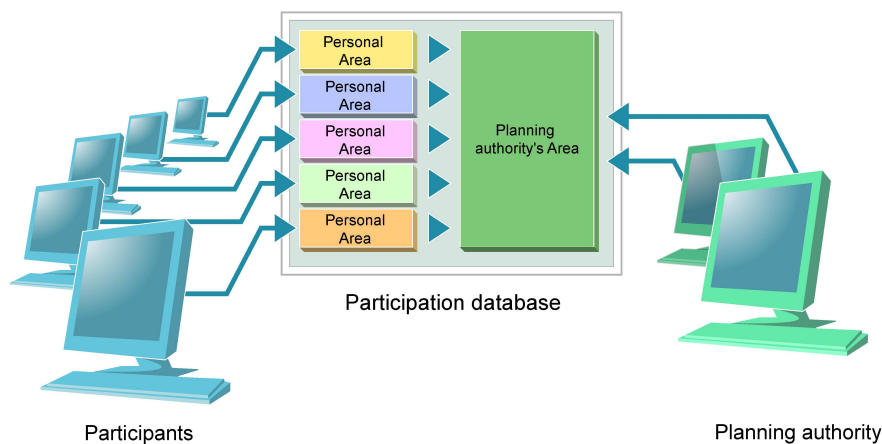 Personal
Area
Personal
Area
Personal
Area
Personal
Area
Personal
Area
Planning
authority's Area
Participation database
Participants
Planning authority